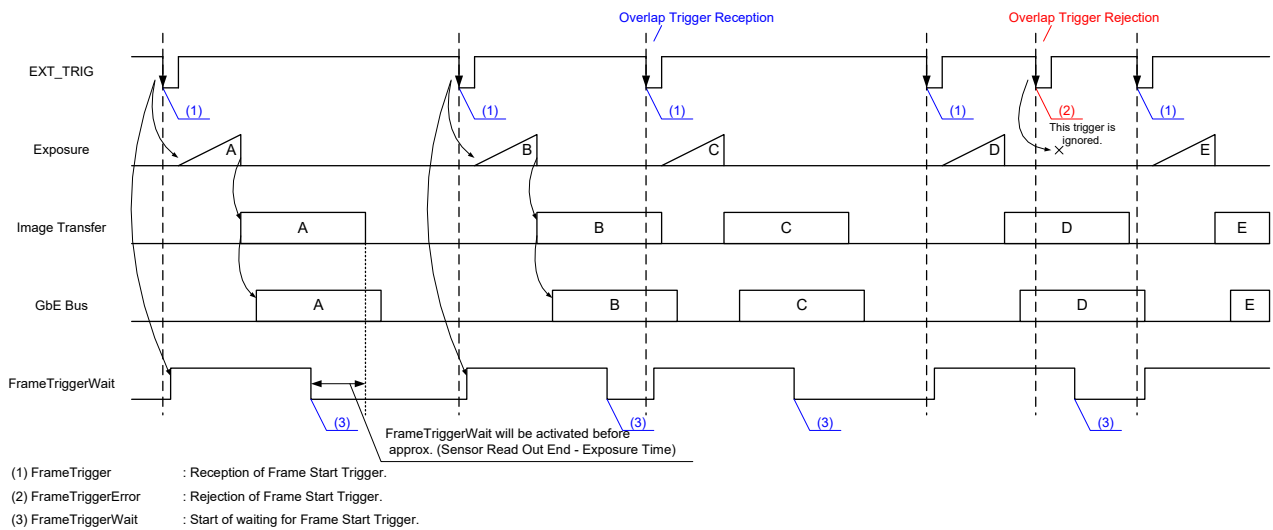 Overlap Trigger Reception
Overlap Trigger Rejection
EXT_TRIG
(1)
(1)
(1)
(1)
(2)
(1)
This trigger is
ignored.
Exposure
A
B
C
D
E
Image Transfer
A
B
C
D
E
GbE Bus
A
B
C
D
E
FrameTriggerWait
(3)
(3)
(3)
(3)
FrameTriggerWait will be activated before
approx. (Sensor Read Out End - Exposure Time)
(1) FrameTrigger : Reception of Frame Start Trigger.
(2) FrameTriggerError : Rejection of Frame Start Trigger.
(3) FrameTriggerWait : Start of waiting for Frame Start Trigger.